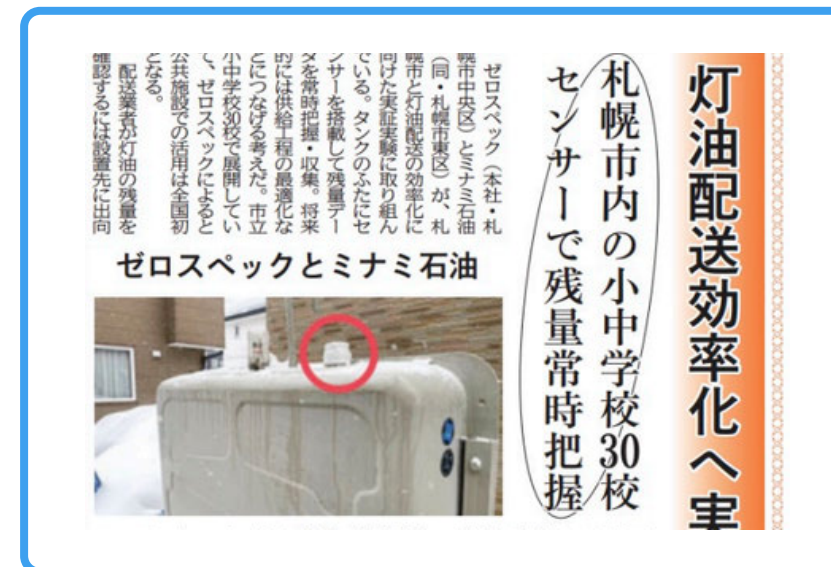 灯油配送効率化へ実
札幌市内の小中学校30校
センサーで残量常時把握
ゼロスペックとミナミ石油
ゼロスペック（本社・札
幌市中央区）とミナミ石油
（同・札幌市東区）が、札
幌市と灯油配送の効率化に
向けた実証実験に取り組ん
でいる。タンクのふたにセ
ンサーを搭載して残量デー
タを常時把握・収集。将来
的には供給工程の最適化な
どにつなげる考えだ。市立
小中学校30校で展開してい
て、ゼロスペックによると
公共施設での活用は全国初
となる。
配送業者が灯油の残量を
確認するには設置先に出向